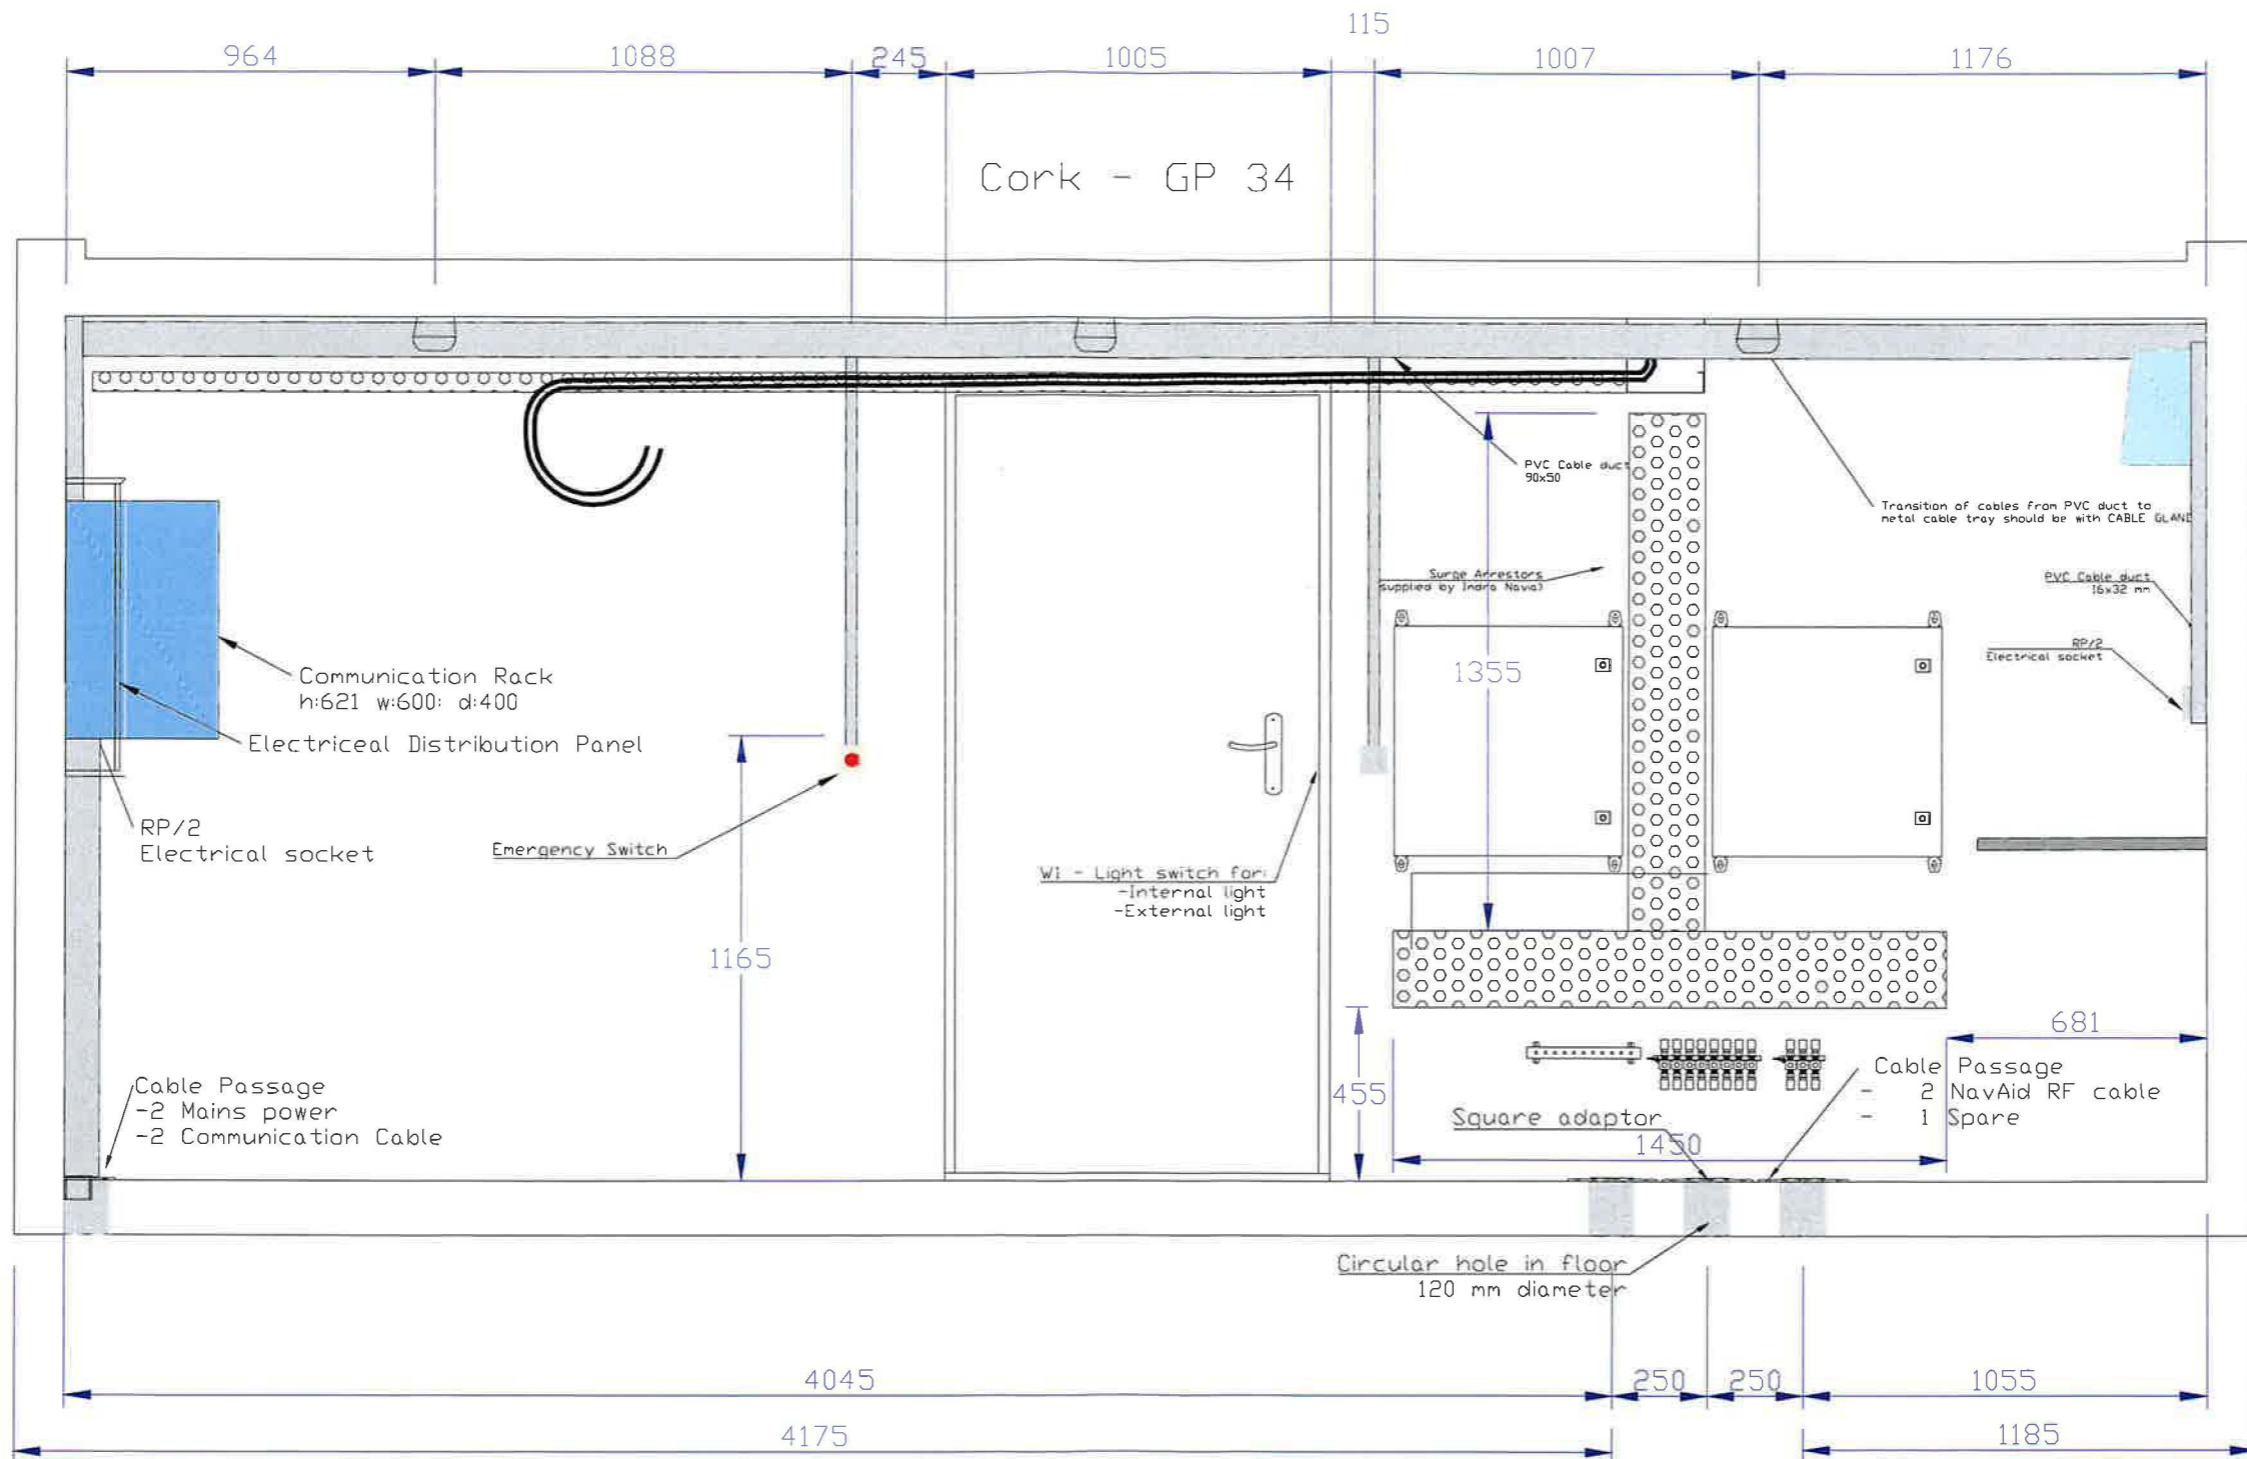 115
964
1088
245
1005
1007
1176
Cork - GP 34
PVC Cable duct
90x50
Transition of cables from PVC duct to
metal cable tray should be with CABLE GLAND
Surge Arrestors
supplied by Indra Navia)
PVC Cable duct
16x32 mm
RP/2
Electrical socket
1355
Communication Rack
h:621 w:600: d:400
Electriceal Distribution Panel
RP/2
Electrical socket
Emergency Switch
W1 - Light switch for:
-Internal light
-External light
1165
681
455
Cable Passage
-2 Mains power
-2 Communication Cable
Cable Passage
- 2 NavAid RF cable
- 1 Spare
Square adaptor
1450
Circular hole in floor
120 mm diameter
4045
250
250
1055
4175
1185